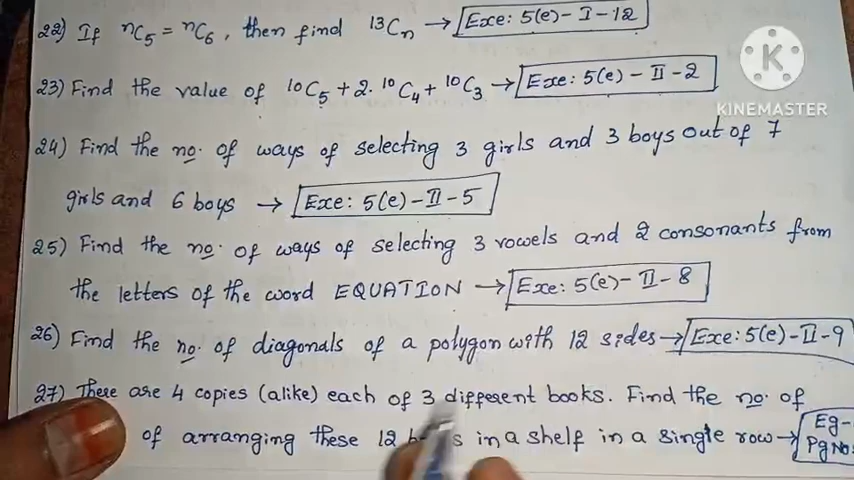 22) If ⁿC₅ = ⁿC₆, then find ¹³Cₙ → Exe: 5(e) - I - 12
23) Find the value of ¹⁰C₅ + 2. ¹⁰C₄ + ¹⁰C₃ → Exe: 5(e) - II - 2
KINEMASTER
24) Find the no. of ways of selecting 3 girls and 3 boys out of 7
girls and 6 boys → Exe: 5(e) - II - 5
25) Find the no. of ways of selecting 3 vowels and 2 consonants from
the letters of the word EQUATION → Exe: 5(e) - II - 8
26) Find the no. of diagonals of a polygon with 12 sides → Exe: 5(e) - II - 9
27) There are 4 copies (alike) each of 3 different books. Find the no. of
of arranging these 12 in a shelf in a single row → Eg-
Pg No: